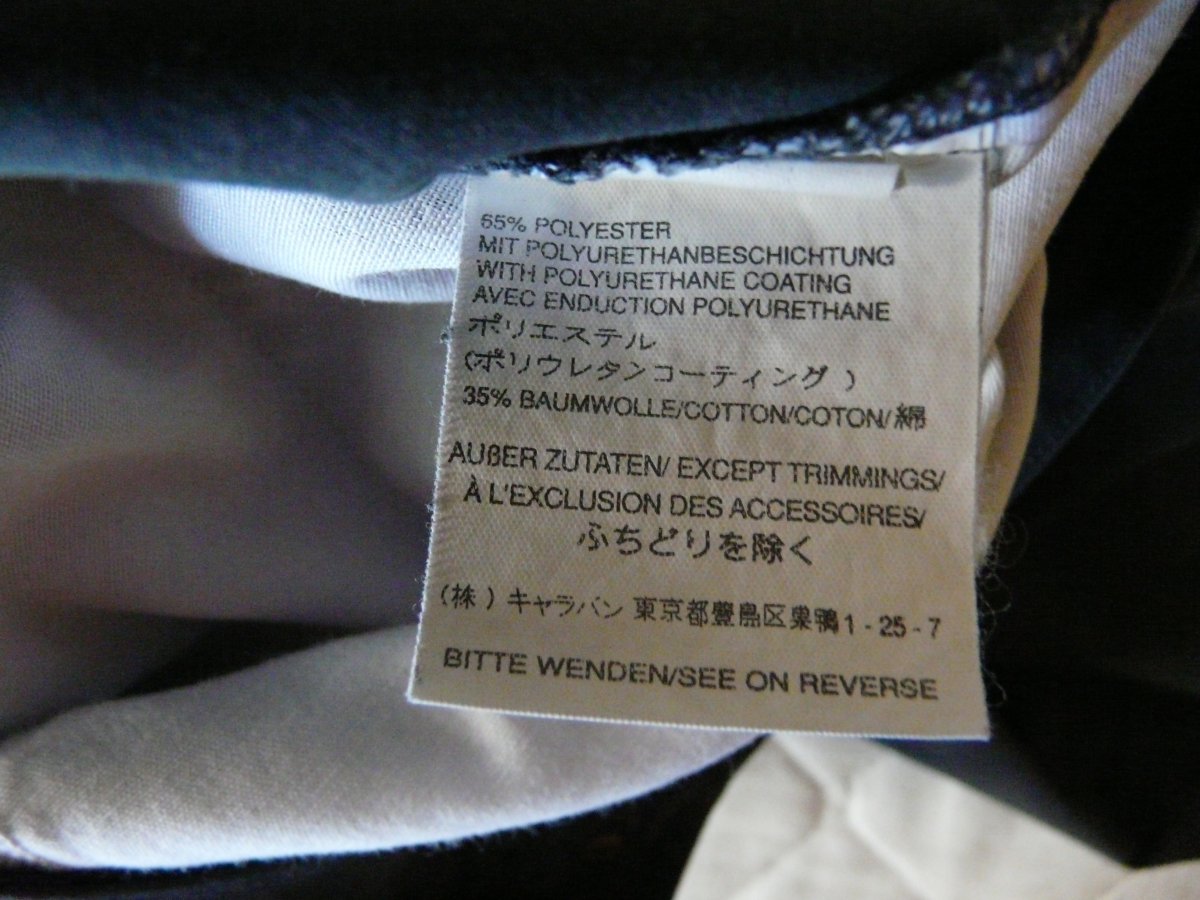 65% POLYESTER
MIT POLYURETHANBESCHICHTUNG
WITH POLYURETHANE COATING
AVEC ENDUCTION POLYURETHANE
ポリエステル
(ポリウレタンコーティング )
35% BAUMWOLLE/COTTON/COTON/綿
AUßER ZUTATEN/ EXCEPT TRIMMINGS/
À L'EXCLUSION DES ACCESSOIRES/
ふちどりを除く
(株) キャラバン 東京都豊島区巣鴨1 - 25 - 7
BITTE WENDEN/SEE ON REVERSE